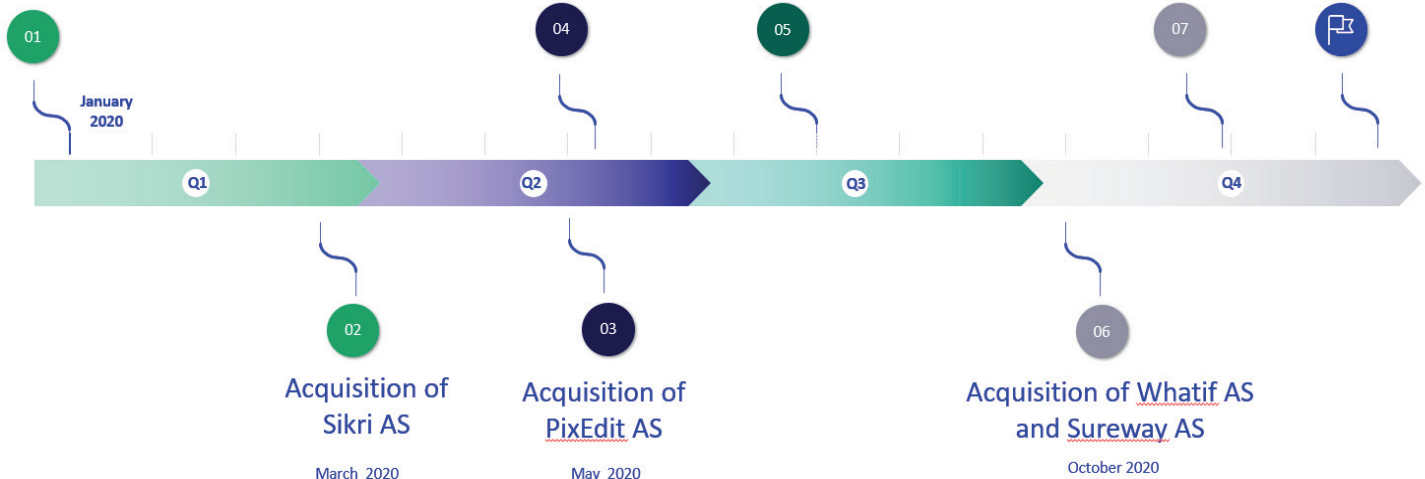 01
04
05
07
January
2020
Q1
Q2
Q3
Q4
02
03
06
Acquisition of
Sikri AS
March 2020
Acquisition of
PixEdit AS
May 2020
Acquisition of Whatif AS
and Sureway AS
October 2020